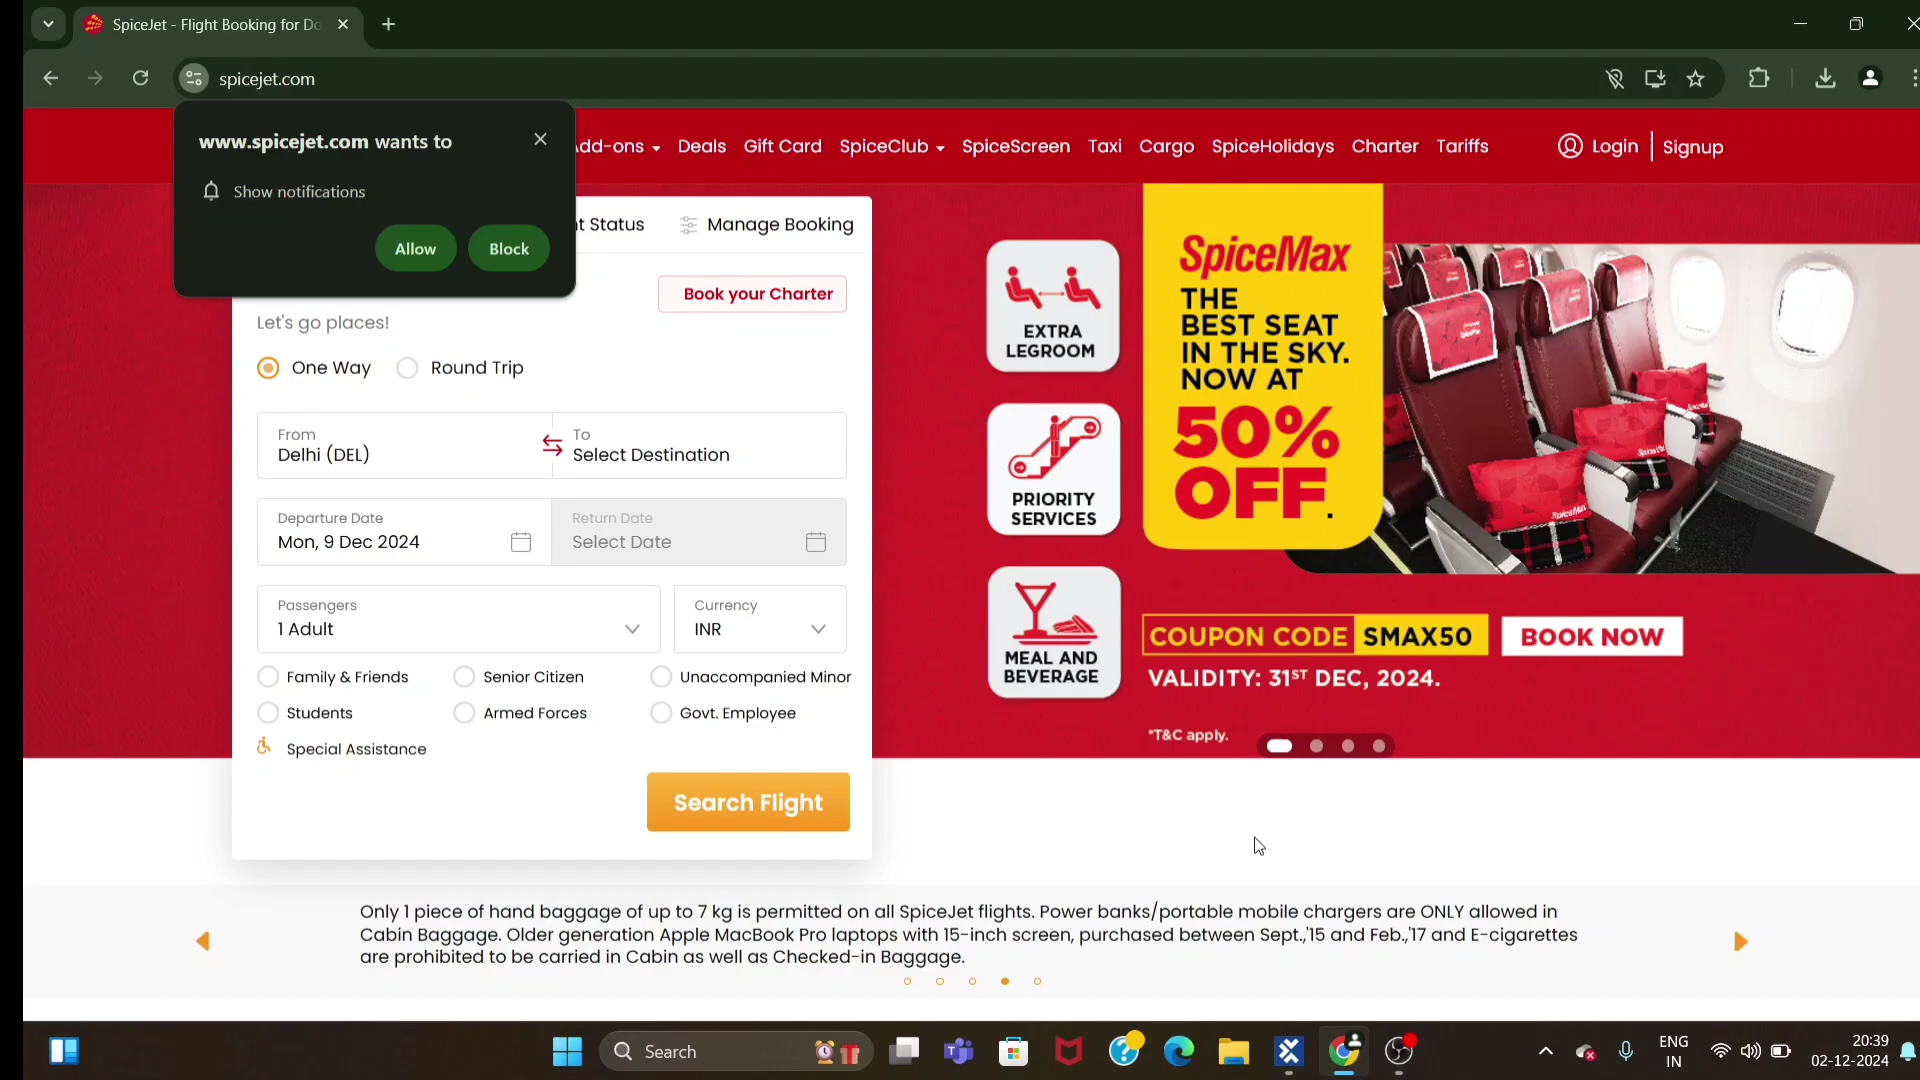 SpiceJet - Flight Booking for Do
spicejet.com
www.spicejet.com wants to
Show notifications
Allow
Block
Add-ons
Deals
Gift Card
SpiceClub
SpiceScreen
Taxi
Cargo
SpiceHolidays
Charter
Tariffs
Login
Signup
t Status
Manage Booking
Book your Charter
Let's go places!
One Way
Round Trip
From
Delhi (DEL)
To
Select Destination
Departure Date
Mon, 9 Dec 2024
Return Date
Select Date
Passengers
1 Adult
Currency
INR
Family & Friends
Senior Citizen
Unaccompanied Minor
Students
Armed Forces
Govt. Employee
Special Assistance
Search Flight
EXTRA
LEGROOM
PRIORITY
SERVICES
MEAL AND
BEVERAGE
SpiceMax
THE
BEST SEAT
IN THE SKY.
NOW AT
50%
OFF.
SpiceMax
COUPON CODE SMAX50
BOOK NOW
VALIDITY: 31ST DEC, 2024.
*T&C apply.
Only 1 piece of hand baggage of up to 7 kg is permitted on all SpiceJet flights. Power banks/portable mobile chargers are ONLY allowed in
Cabin Baggage. Older generation Apple MacBook Pro laptops with 15-inch screen, purchased between Sept.,'15 and Feb.,'17 and E-cigarettes
are prohibited to be carried in Cabin as well as Checked-in Baggage.
Search
ENG
IN
20:39
02-12-2024